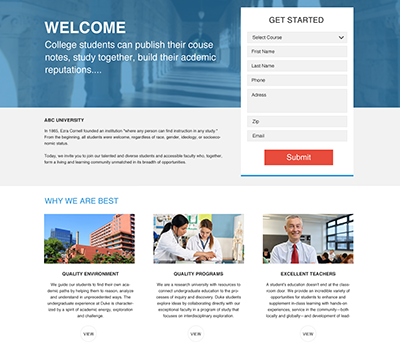 WELCOME
College students can publish their couse
notes, study together, build their acdemic
reputations....
GET STARTED
Select Course
First Name
Last Name
Phone
Adress
Zip
Email
Submit
ABC UNIVERSITY
In 1865, Ezra Cornell founded an institution "where any person can find instruction in any study."
From the beginning, all students were welcome, regardless of race, gender, ideology, or socioeco-
nomic status.
Today, we invite you to join our talented and diverse students and accessible faculty who, together,
form a living and learning community unmatched in its breadth of opportunities.
WHY WE ARE BEST
QUALITY ENVIRONMENT
We guide our students to find their own aca-
demic paths by helping them to reason, analyze
and understand in unprecedented ways. The
undergraduate experience at Duke is character-
ized by a spirit of academic energy, exploration
and challenge.
VIEW
QUALITY PROGRAMS
We are a research university with resources to
connect undergraduate education to the pro-
cesses of inquiry and discovery. Duke students
explore ideas by collaborating directly with our
exceptional faculty in a program of study that
focuses on interdisciplinary exploration
VIEW
EXCELLENT TEACHERS
A student's education doesn't end at the class-
room door. We provide an incredible variety of
opportunities for students to enhance and
supplement in-class learning with hands-on
experiences, service in the community—both
locally and globally—and development of lead
VIEW